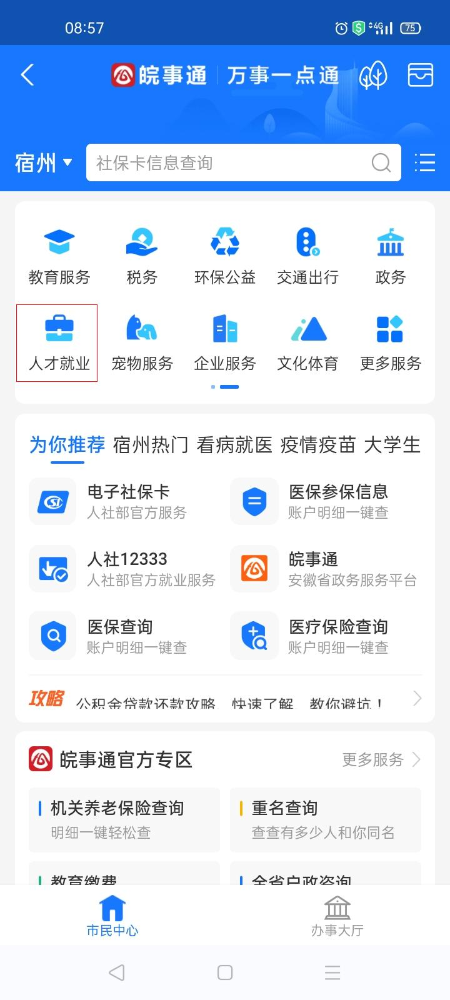 08:57
4G
75
皖事通 万事一点通
宿州
社保卡信息查询
教育服务 税务 环保公益 交通出行 政务
人才就业 宠物服务 企业服务 文化体育 更多服务
为你推荐 宿州热门 看病就医 疫情疫苗 大学生
电子社保卡 医保参保信息
人社部官方服务 账户明细一键查
人社12333 皖事通
人社部官方就业服务 安徽省政务服务平台
医保查询 医疗保险查询
账户明细一键查 账户明细一键查
攻略 公积金贷款还款攻略 快速了解 教你避坑！
皖事通官方专区 更多服务
机关养老保险查询 重名查询
明细一键轻松查 查查有多少人和你同名
教育缴费 全省户政咨询
市民中心 办事大厅